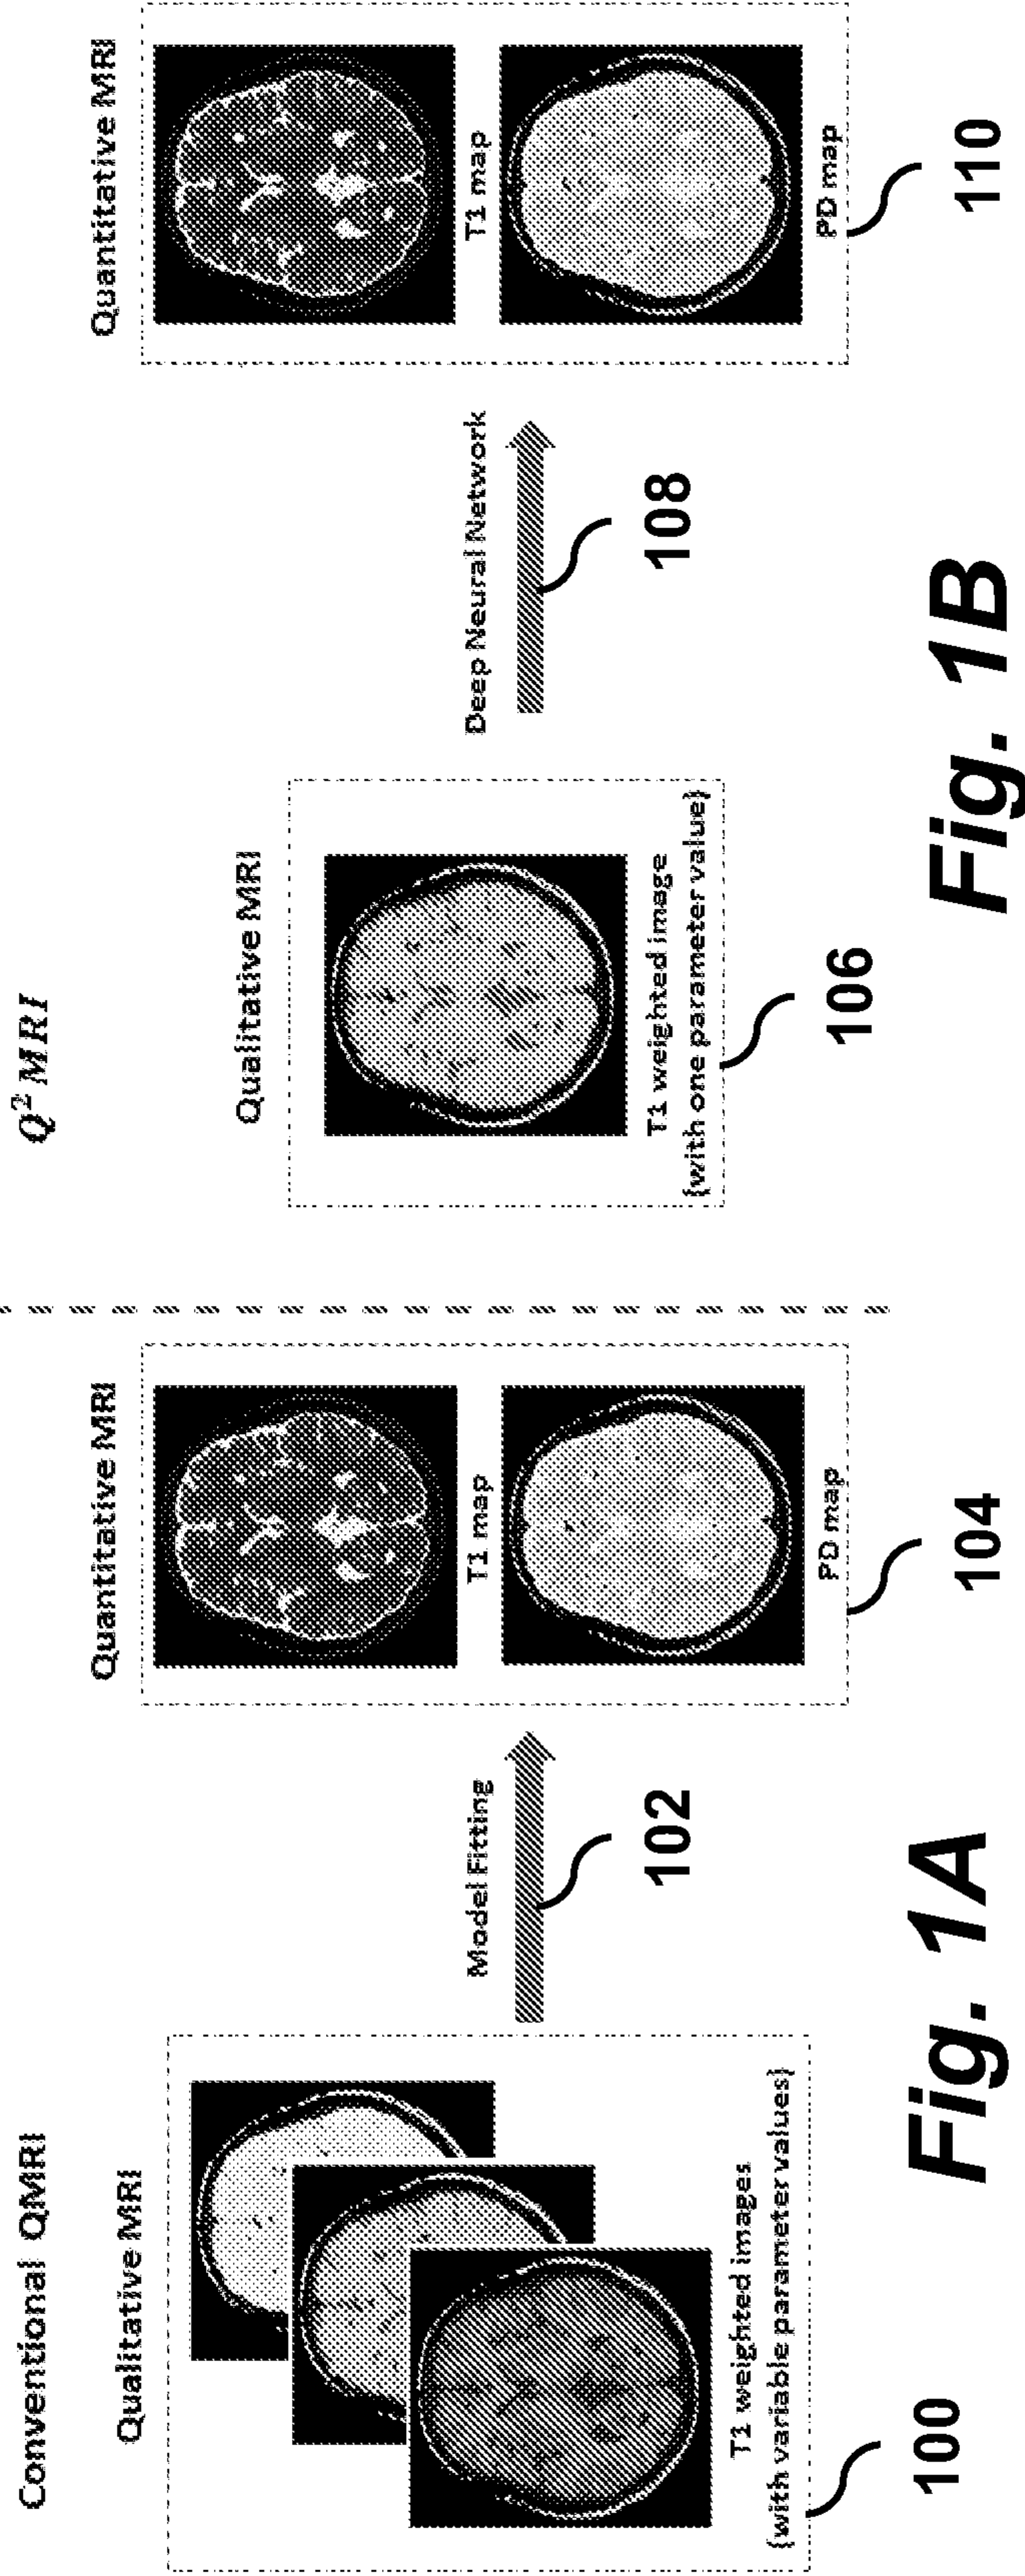 Conventional QMRI
Qualitative MRI
T1 weighted images
(with variable parameter values)
100
Model Fitting
102
Quantitative MRI
T1 map
PD map
104
Fig. 1A
Q² MRI
Qualitative MRI
T1 weighted image
(with one parameter value)
106
Deep Neural Network
108
Quantitative MRI
T1 map
PD map
110
Fig. 1B